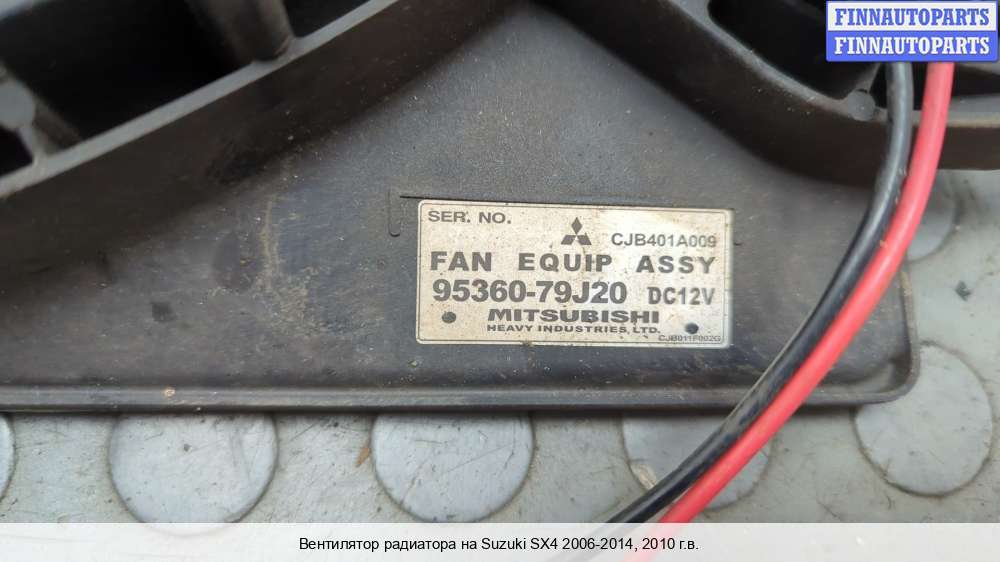 FINNAUTOPARTS
FINNAUTOPARTS
SER. NO.
CJB401A009
FAN EQUIP ASSY
95360-79J20 DC12V
MITSUBISHI
HEAVY INDUSTRIES, LTD.
CJB011F002G
Вентилятор радиатора на Suzuki SX4 2006-2014, 2010 г.в.